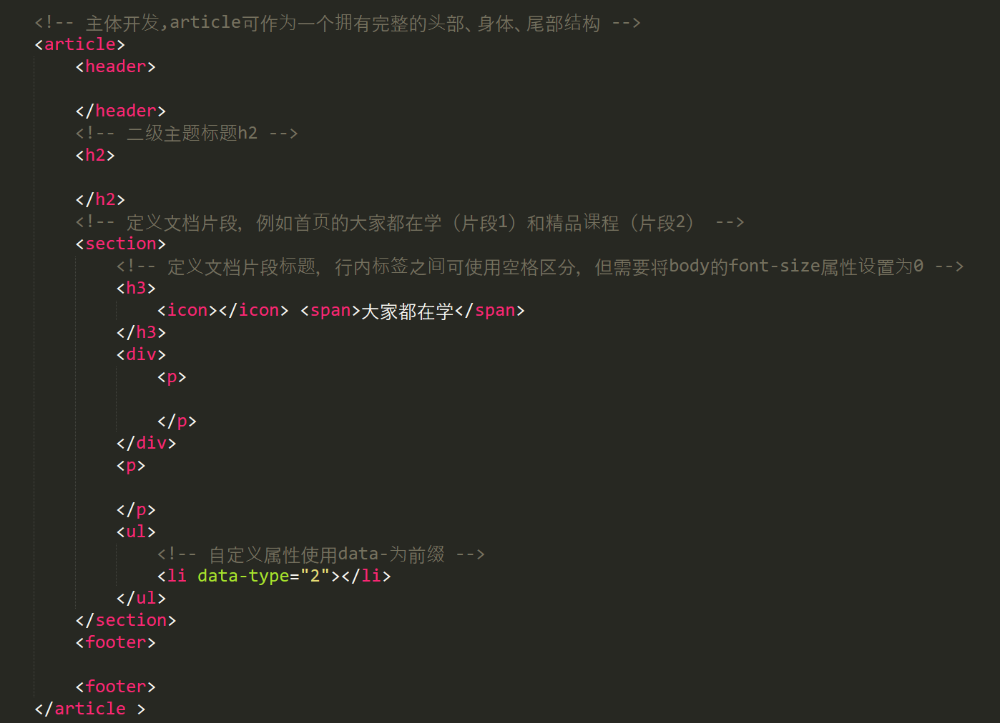 <!-- 主体开发,article可作为一个拥有完整的头部、身体、尾部结构 -->
<article>
<header>
</header>
<!-- 二级主题标题h2 -->
<h2>
</h2>
<!-- 定义文档片段，例如首页的大家都在学（片段1）和精品课程（片段2） -->
<section>
<!-- 定义文档片段标题，行内标签之间可使用空格区分，但需要将body的font-size属性设置为0 -->
<h3>
<icon></icon> <span>大家都在学</span>
</h3>
<div>
<p>
</p>
</div>
<p>
</p>
<ul>
<!-- 自定义属性使用data-为前缀 -->
<li data-type="2"></li>
</ul>
</section>
<footer>
<footer>
</article >